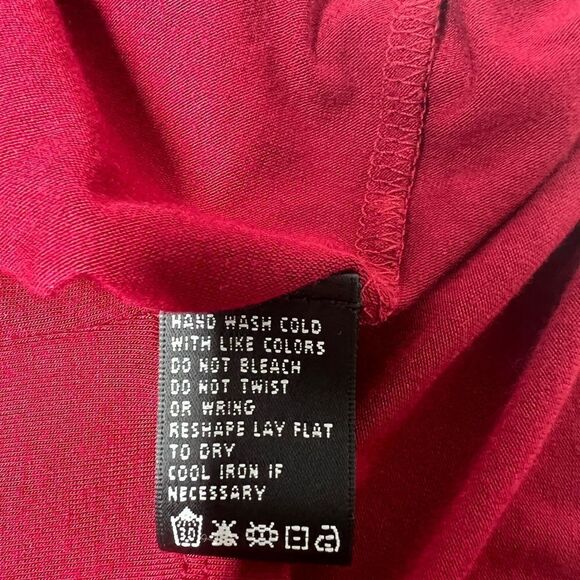 HAND WASH COLD
WITH LIKE COLORS
DO NOT BLEACH
DO NOT TWIST
OR WRING
RESHAPE LAY FLAT
TO DRY
COOL IRON IF
NECESSARY
30